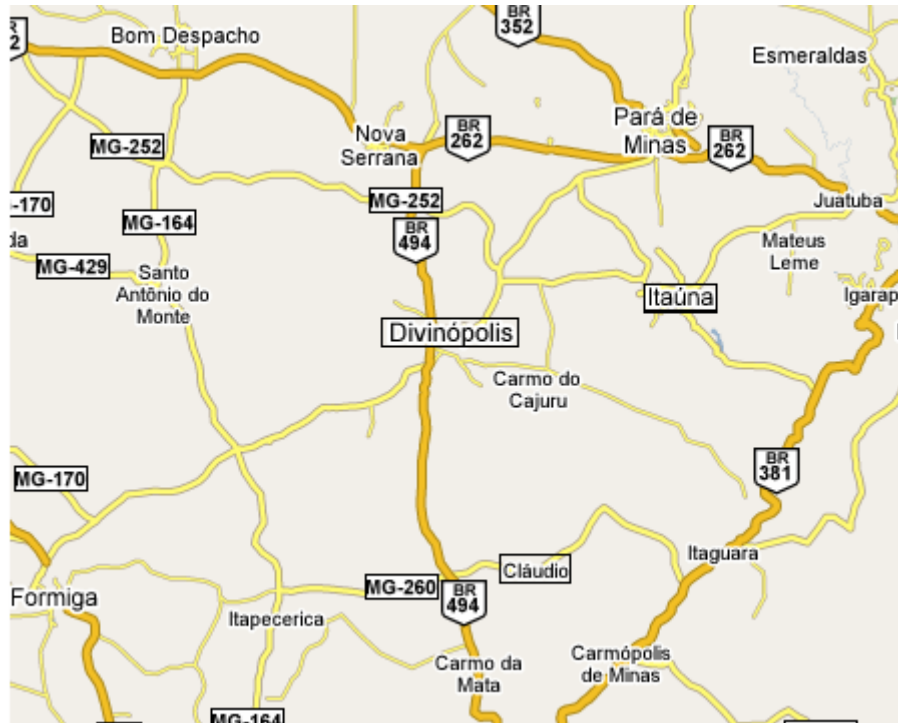 BR
352
R
2
Bom Despacho
Esmeraldas
Pará de
Minas
Nova
Serrana
BR
262
BR
262
MG-252
MG-252
-170
MG-164
Juatuba
BR
494
da
Mateus
Leme
MG-429
Santo
Antônio do
Monte
Itaúna
Igarap
Divinópolis
Carmo do
Cajuru
MG-170
BR
381
Itaguara
Cláudio
MG-260
BR
494
Formiga
Itapecerica
Carmo da
Mata
Carmópolis
de Minas
MG-164